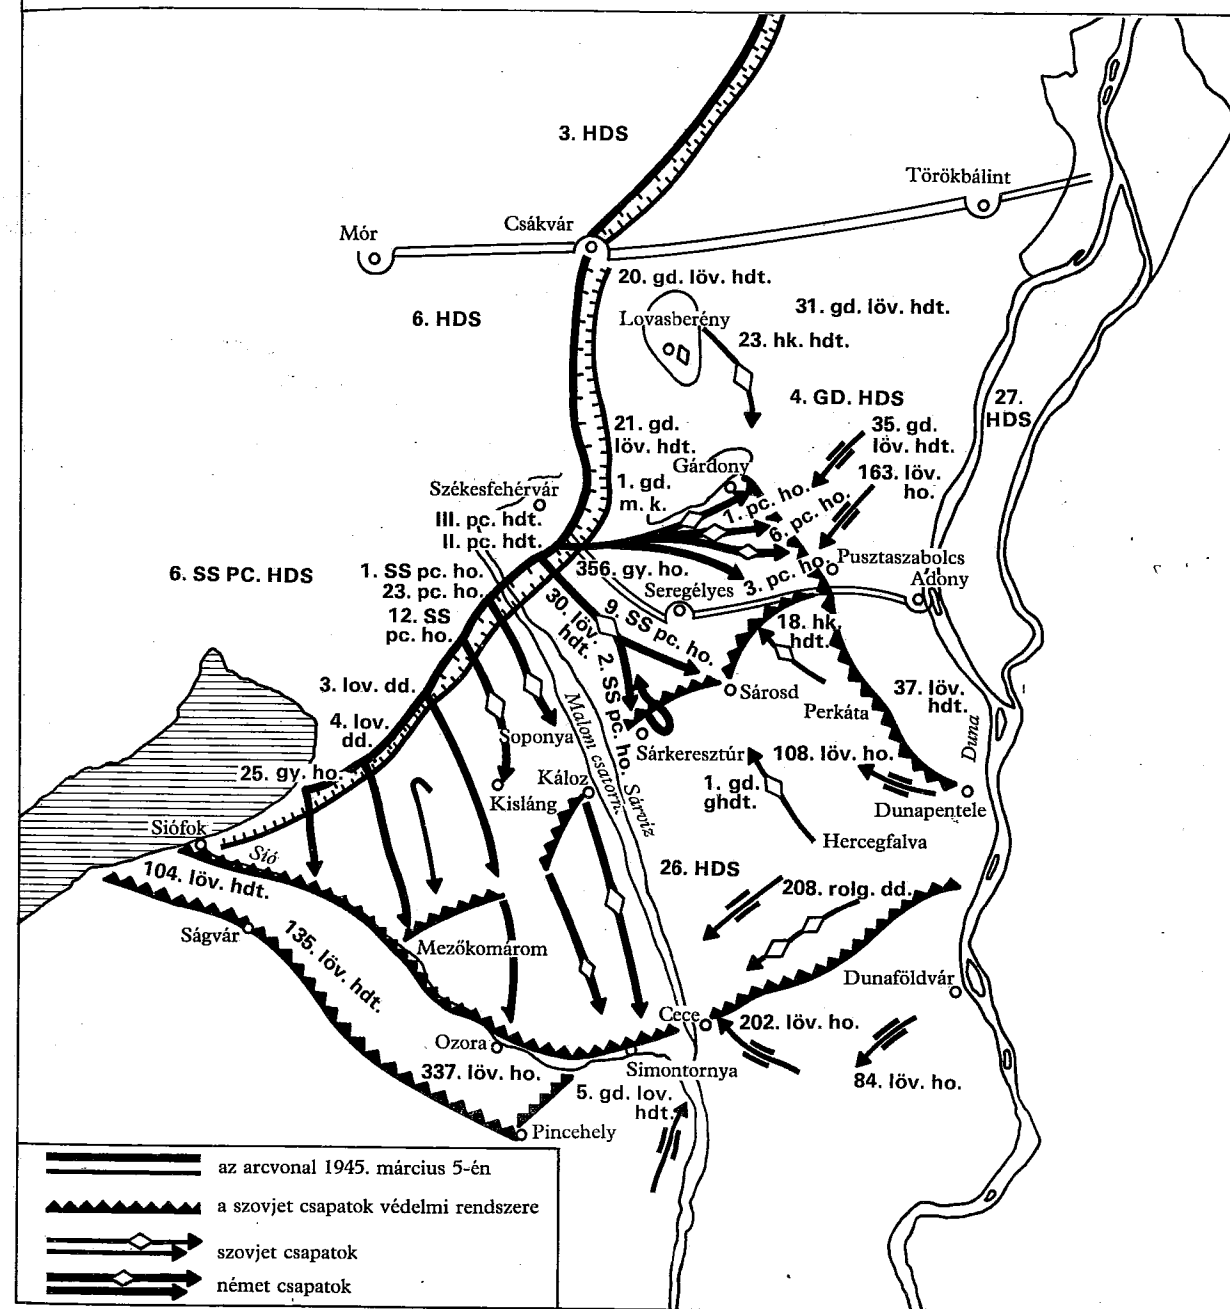 3. HDS
Törökbálint
Csákvár
Mór
20. gd. löv. hdt.
31. gd. löv. hdt.
6. HDS
Lovasberény
23. hk. hdt.
4. GD. HDS
27.
HDS
21. gd.
löv. hdt.
35. gd.
löv. hdt.
Gárdony
163. löv.
ho.
1. gd.
m. k.
Székesfehérvár
1. pc. ho.
6. pc. ho.
III. pc. hdt.
II. pc. hdt.
Pusztaszabolcs
356. gy. ho.
3. pc. ho.
Adony
6. SS PC. HDS
1. SS pc. ho.
23. pc. ho.
Seregélyes
12. SS
pc. ho.
30. löv.
hdt.
9. SS pc. ho.
18. hk.
hdt.
2. SS pc. ho.
3. lov. dd.
Sárosd
37. löv.
hdt.
4. lov.
dd.
Malom csatorn.
Perkáta
Duna
Soponya
Sárkeresztúr
108. löv. ho.
25. gy. ho.
Káloz
Sárvíz
1. gd.
ghdt.
Kisláng
Dunapentele
Siófok
Hercegfalva
Sió
104. löv. hdt.
26. HDS
208. rolg. dd.
Ságvár
135. löv. hdt.
Mezőkomárom
Dunaföldvár
Cece
202. löv. ho.
Ozora
337. löv. ho.
Simontornya
84. löv. ho.
5. gd. lov.
hdt.
Pincehely
az arcvonal 1945. március 5-én
a szovjet csapatok védelmi rendszere
szovjet csapatok
német csapatok